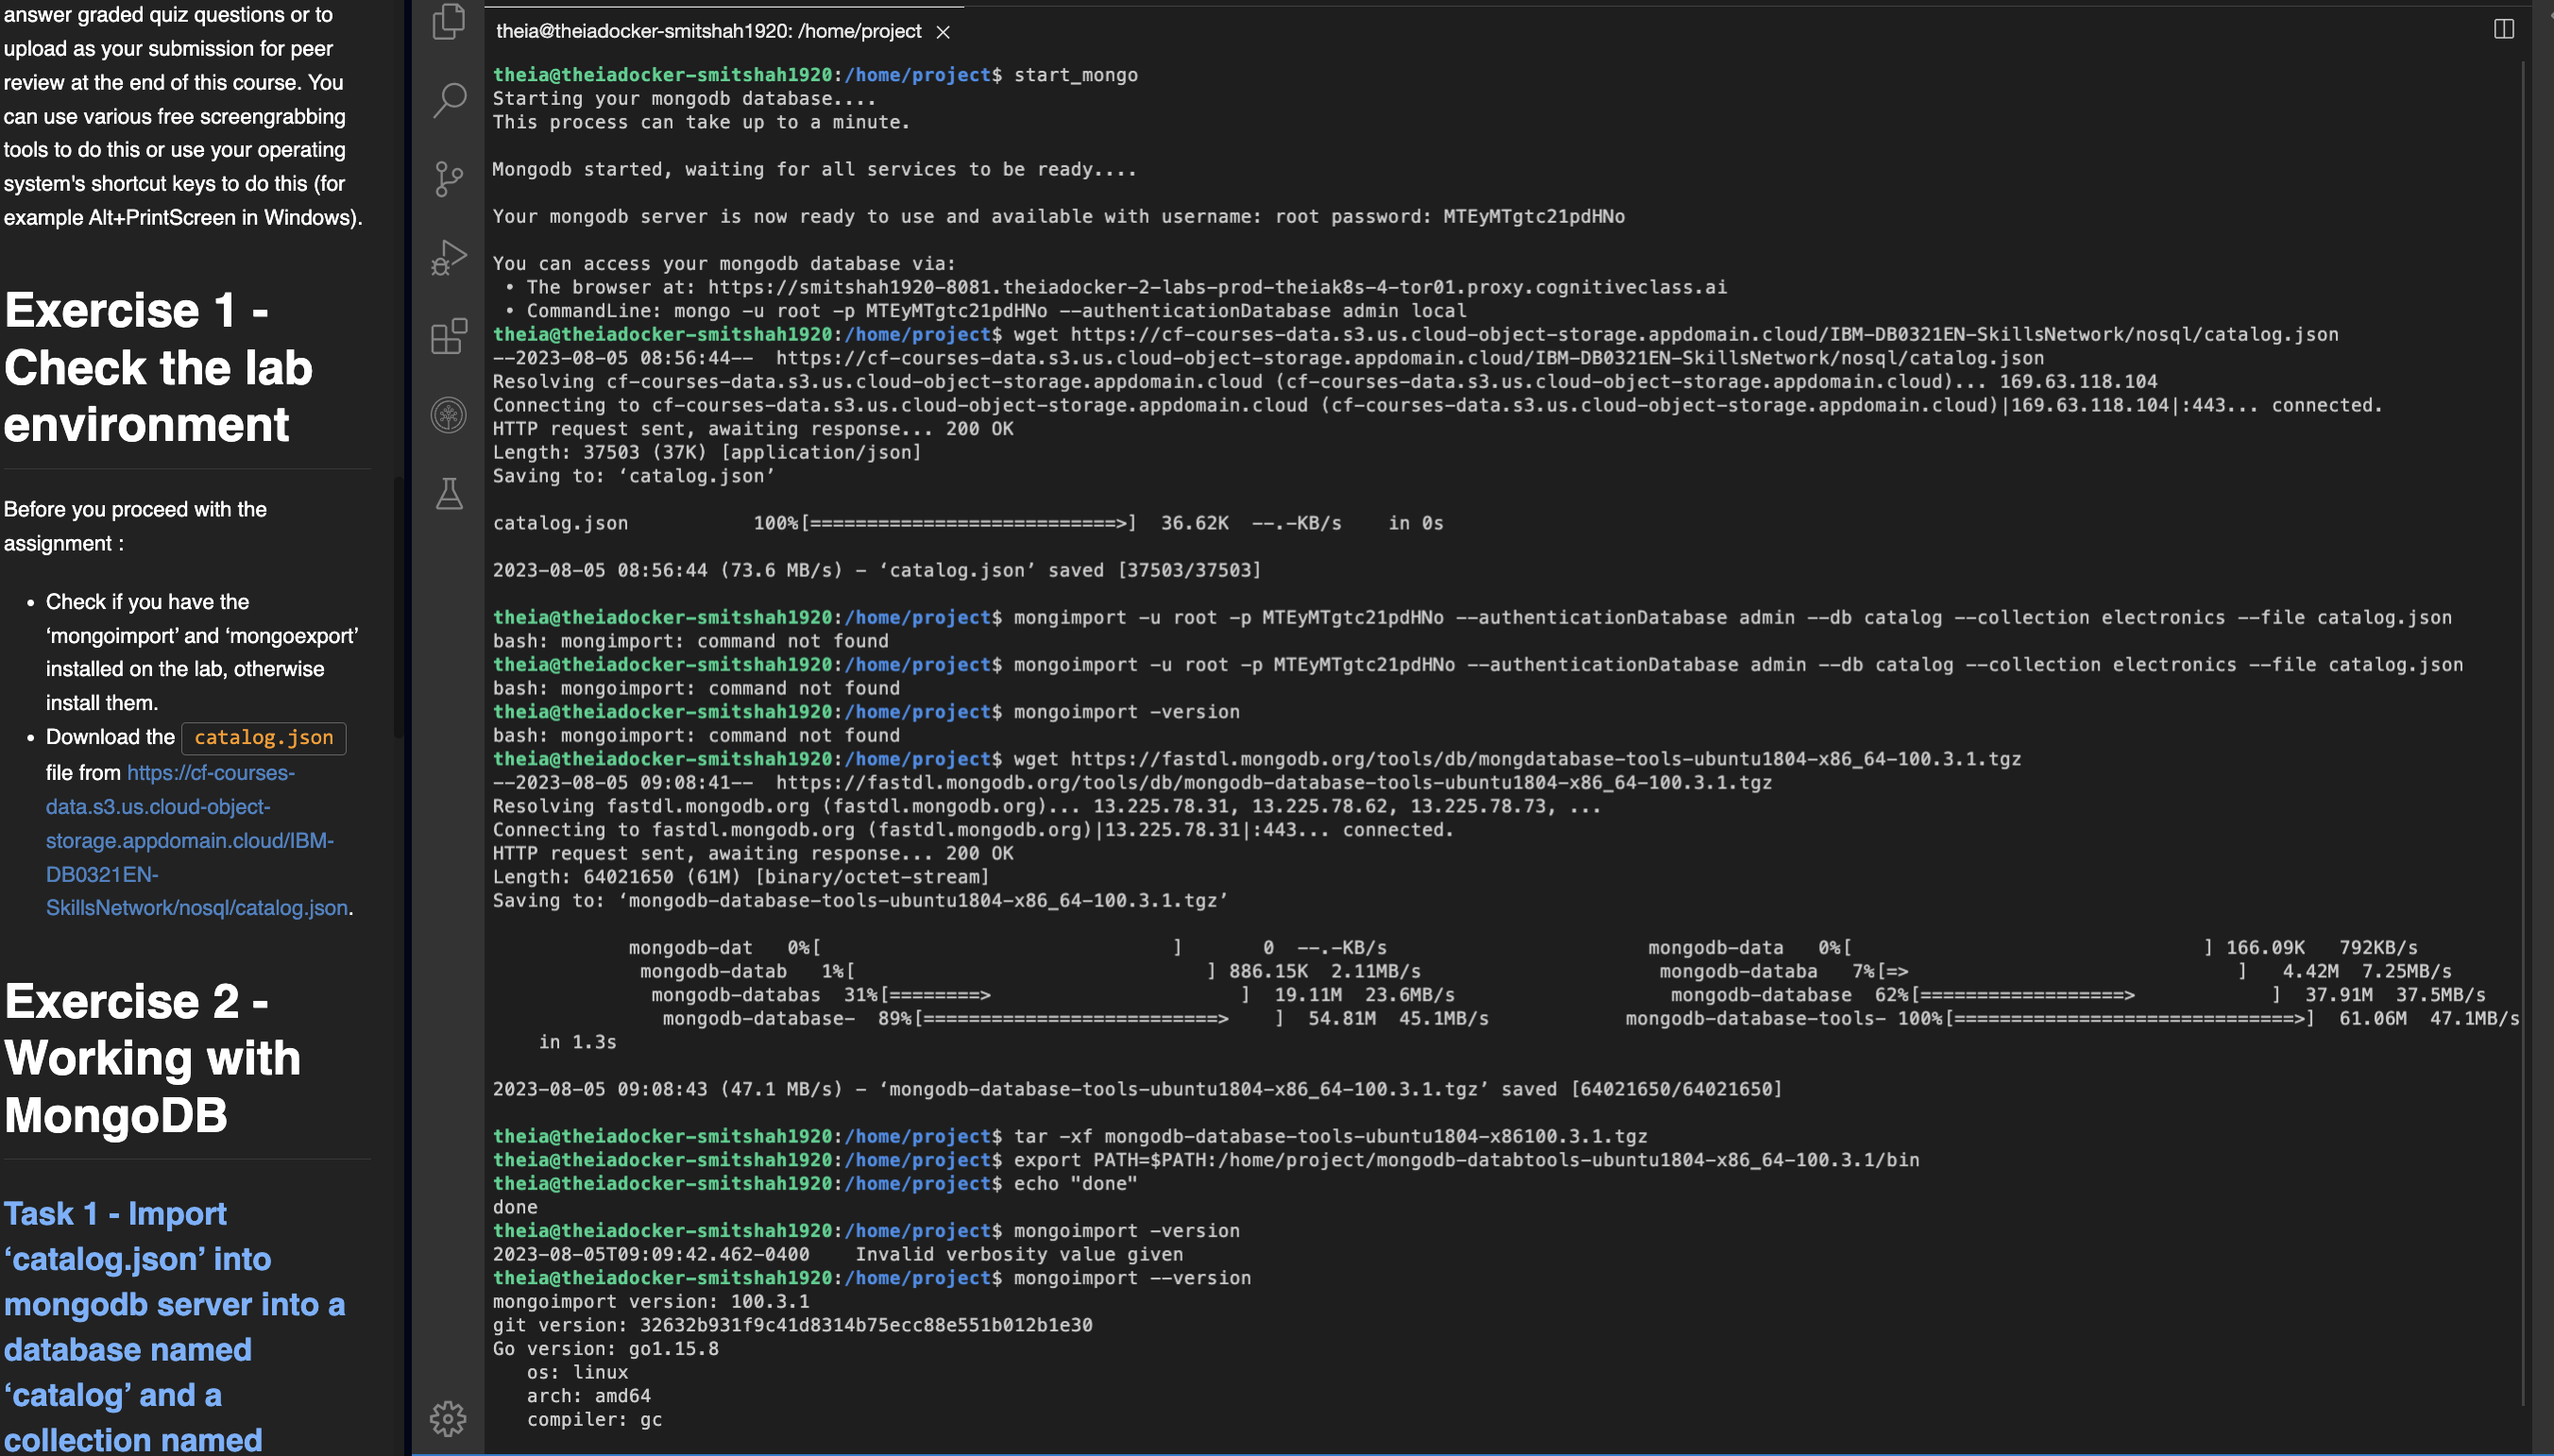 answer graded quiz questions or to
upload as your submission for peer
review at the end of this course. You
can use various free screengrabbing
tools to do this or use your operating
system's shortcut keys to do this (for
example Alt+PrintScreen in Windows).
Exercise 1 -
Check the lab
environment
Before you proceed with the
assignment :
• Check if you have the
‘mongoimport’ and ‘mongoexport’
installed on the lab, otherwise
install them.
• Download the catalog.json
file from https://cf-courses-
data.s3.us.cloud-object-
storage.appdomain.cloud/IBM-
DB0321EN-
SkillsNetwork/nosql/catalog.json.
Exercise 2 -
Working with
MongoDB
Task 1 - Import
‘catalog.json’ into
mongodb server into a
database named
‘catalog’ and a
collection named
theia@theiadocker-smitshah1920: /home/project ×
theia@theiadocker-smitshah1920:/home/project$ start_mongo
Starting your mongodb database....
This process can take up to a minute.
Mongodb started, waiting for all services to be ready....
Your mongodb server is now ready to use and available with username: root password: MTEyMTgtc21pdHNo
You can access your mongodb database via:
• The browser at: https://smitshah1920-8081.theiadocker-2-labs-prod-theiak8s-4-tor01.proxy.cognitiveclass.ai
• CommandLine: mongo -u root -p MTEyMTgtc21pdHNo --authenticationDatabase admin local
theia@theiadocker-smitshah1920:/home/project$ wget https://cf-courses-data.s3.us.cloud-object-storage.appdomain.cloud/IBM-DB0321EN-SkillsNetwork/nosql/catalog.json
--2023-08-05 08:56:44--  https://cf-courses-data.s3.us.cloud-object-storage.appdomain.cloud/IBM-DB0321EN-SkillsNetwork/nosql/catalog.json
Resolving cf-courses-data.s3.us.cloud-object-storage.appdomain.cloud (cf-courses-data.s3.us.cloud-object-storage.appdomain.cloud)... 169.63.118.104
Connecting to cf-courses-data.s3.us.cloud-object-storage.appdomain.cloud (cf-courses-data.s3.us.cloud-object-storage.appdomain.cloud)|169.63.118.104|:443... connected.
HTTP request sent, awaiting response... 200 OK
Length: 37503 (37K) [application/json]
Saving to: ‘catalog.json’
catalog.json 100%[===========================>] 36.62K --.-KB/s in 0s
2023-08-05 08:56:44 (73.6 MB/s) - ‘catalog.json’ saved [37503/37503]
theia@theiadocker-smitshah1920:/home/project$ mongimport -u root -p MTEyMTgtc21pdHNo --authenticationDatabase admin --db catalog --collection electronics --file catalog.json
bash: mongimport: command not found
theia@theiadocker-smitshah1920:/home/project$ mongoimport -u root -p MTEyMTgtc21pdHNo --authenticationDatabase admin --db catalog --collection electronics --file catalog.json
bash: mongoimport: command not found
theia@theiadocker-smitshah1920:/home/project$ mongoimport -version
bash: mongoimport: command not found
theia@theiadocker-smitshah1920:/home/project$ wget https://fastdl.mongodb.org/tools/db/mongdatabase-tools-ubuntu1804-x86_64-100.3.1.tgz
--2023-08-05 09:08:41--  https://fastdl.mongodb.org/tools/db/mongodb-database-tools-ubuntu1804-x86_64-100.3.1.tgz
Resolving fastdl.mongodb.org (fastdl.mongodb.org)... 13.225.78.31, 13.225.78.62, 13.225.78.73, ...
Connecting to fastdl.mongodb.org (fastdl.mongodb.org)|13.225.78.31|:443... connected.
HTTP request sent, awaiting response... 200 OK
Length: 64021650 (61M) [binary/octet-stream]
Saving to: ‘mongodb-database-tools-ubuntu1804-x86_64-100.3.1.tgz’
mongodb-dat 0%[ ] 0 --.-KB/s mongodb-data 0%[ ] 166.09K 792KB/s
mongodb-datab 1%[ ] 886.15K 2.11MB/s mongodb-databa 7%[=> ] 4.42M 7.25MB/s
mongodb-databas 31%[========> ] 19.11M 23.6MB/s mongodb-database 62%[==================> ] 37.91M 37.5MB/s
mongodb-database- 89%[==========================> ] 54.81M 45.1MB/s mongodb-database-tools- 100%[==============================>] 61.06M 47.1MB/s
in 1.3s
2023-08-05 09:08:43 (47.1 MB/s) - ‘mongodb-database-tools-ubuntu1804-x86_64-100.3.1.tgz’ saved [64021650/64021650]
theia@theiadocker-smitshah1920:/home/project$ tar -xf mongodb-database-tools-ubuntu1804-x86100.3.1.tgz
theia@theiadocker-smitshah1920:/home/project$ export PATH=$PATH:/home/project/mongodb-databtools-ubuntu1804-x86_64-100.3.1/bin
theia@theiadocker-smitshah1920:/home/project$ echo "done"
done
theia@theiadocker-smitshah1920:/home/project$ mongoimport -version
2023-08-05T09:09:42.462-0400    Invalid verbosity value given
theia@theiadocker-smitshah1920:/home/project$ mongoimport --version
mongoimport version: 100.3.1
git version: 32632b931f9c41d8314b75ecc88e551b012b1e30
Go version: go1.15.8
os: linux
arch: amd64
compiler: gc